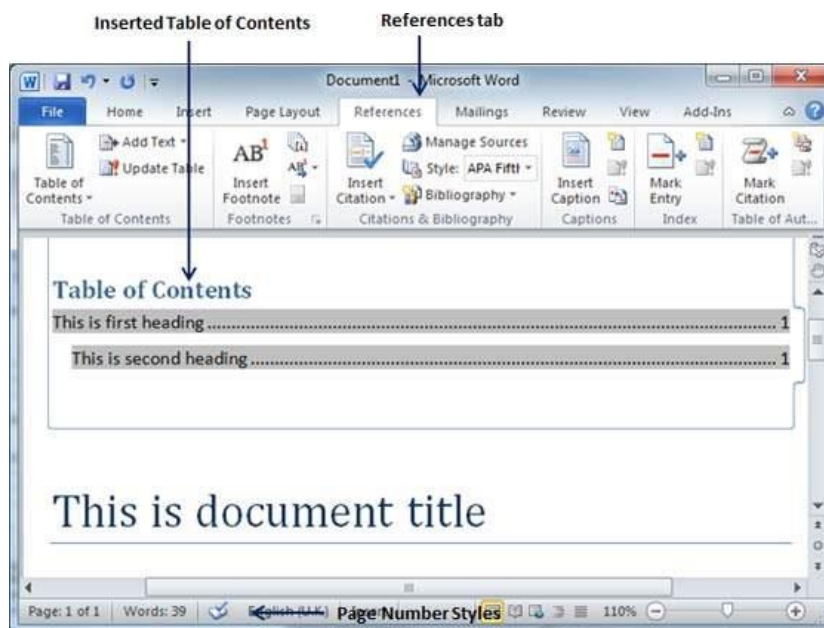 Inserted Table of Contents References tab
W Document1 - Microsoft Word
File Home Insert Page Layout References Mailings Review View Add-Ins
Table of Contents
Add Text
Update Table
Table of Contents
AB1
Insert Footnote
AB
Footnotes
Insert Citation
Manage Sources
Style: APA Fifth
Bibliography
Citations & Bibliography
Insert Caption
Captions
Mark Entry
Index
Mark Citation
Table of Aut...
Table of Contents
This is first heading ........................................ 1
This is second heading ........................................ 1
This is document title
Page: 1 of 1 Words: 39 English (U.K.) Page Number Styles 110%